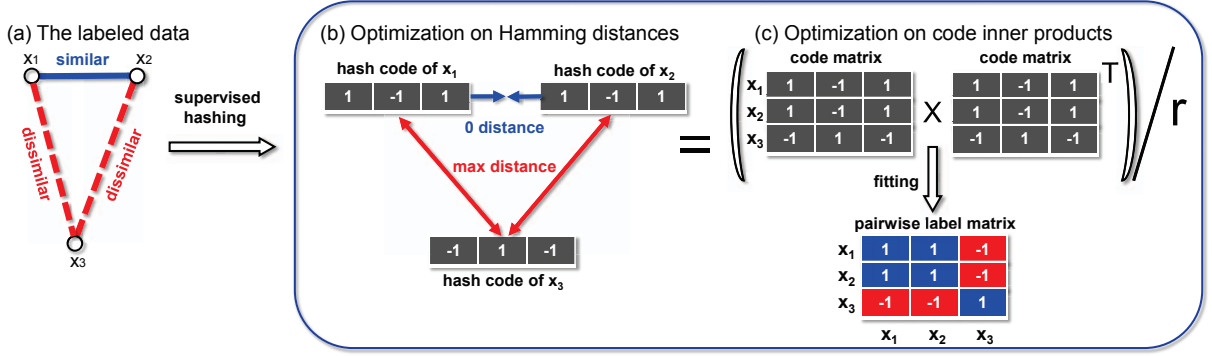 (a) The labeled data
x1 similar x2
dissimilar
dissimilar
x3
supervised
hashing
(b) Optimization on Hamming distances
hash code of x1
1 -1 1
hash code of x2
1 -1 1
0 distance
max distance
-1 1 -1
hash code of x3
=
(c) Optimization on code inner products
code matrix
x1 1 -1 1
x2 1 -1 1
x3 -1 1 -1
X
code matrix
1 -1 1
1 -1 1
-1 1 -1
T
/ r
fitting
pairwise label matrix
x1 1 1 -1
x2 1 1 -1
x3 -1 -1 1
x1 x2 x3